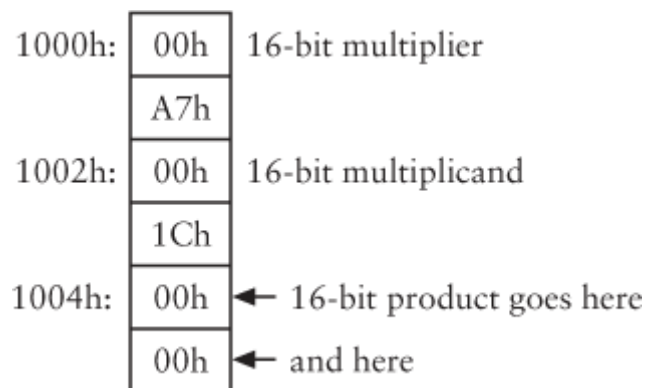 1000h: 00h 16-bit multiplier
A7h
1002h: 00h 16-bit multiplicand
1Ch
1004h: 00h 16-bit product goes here
00h and here